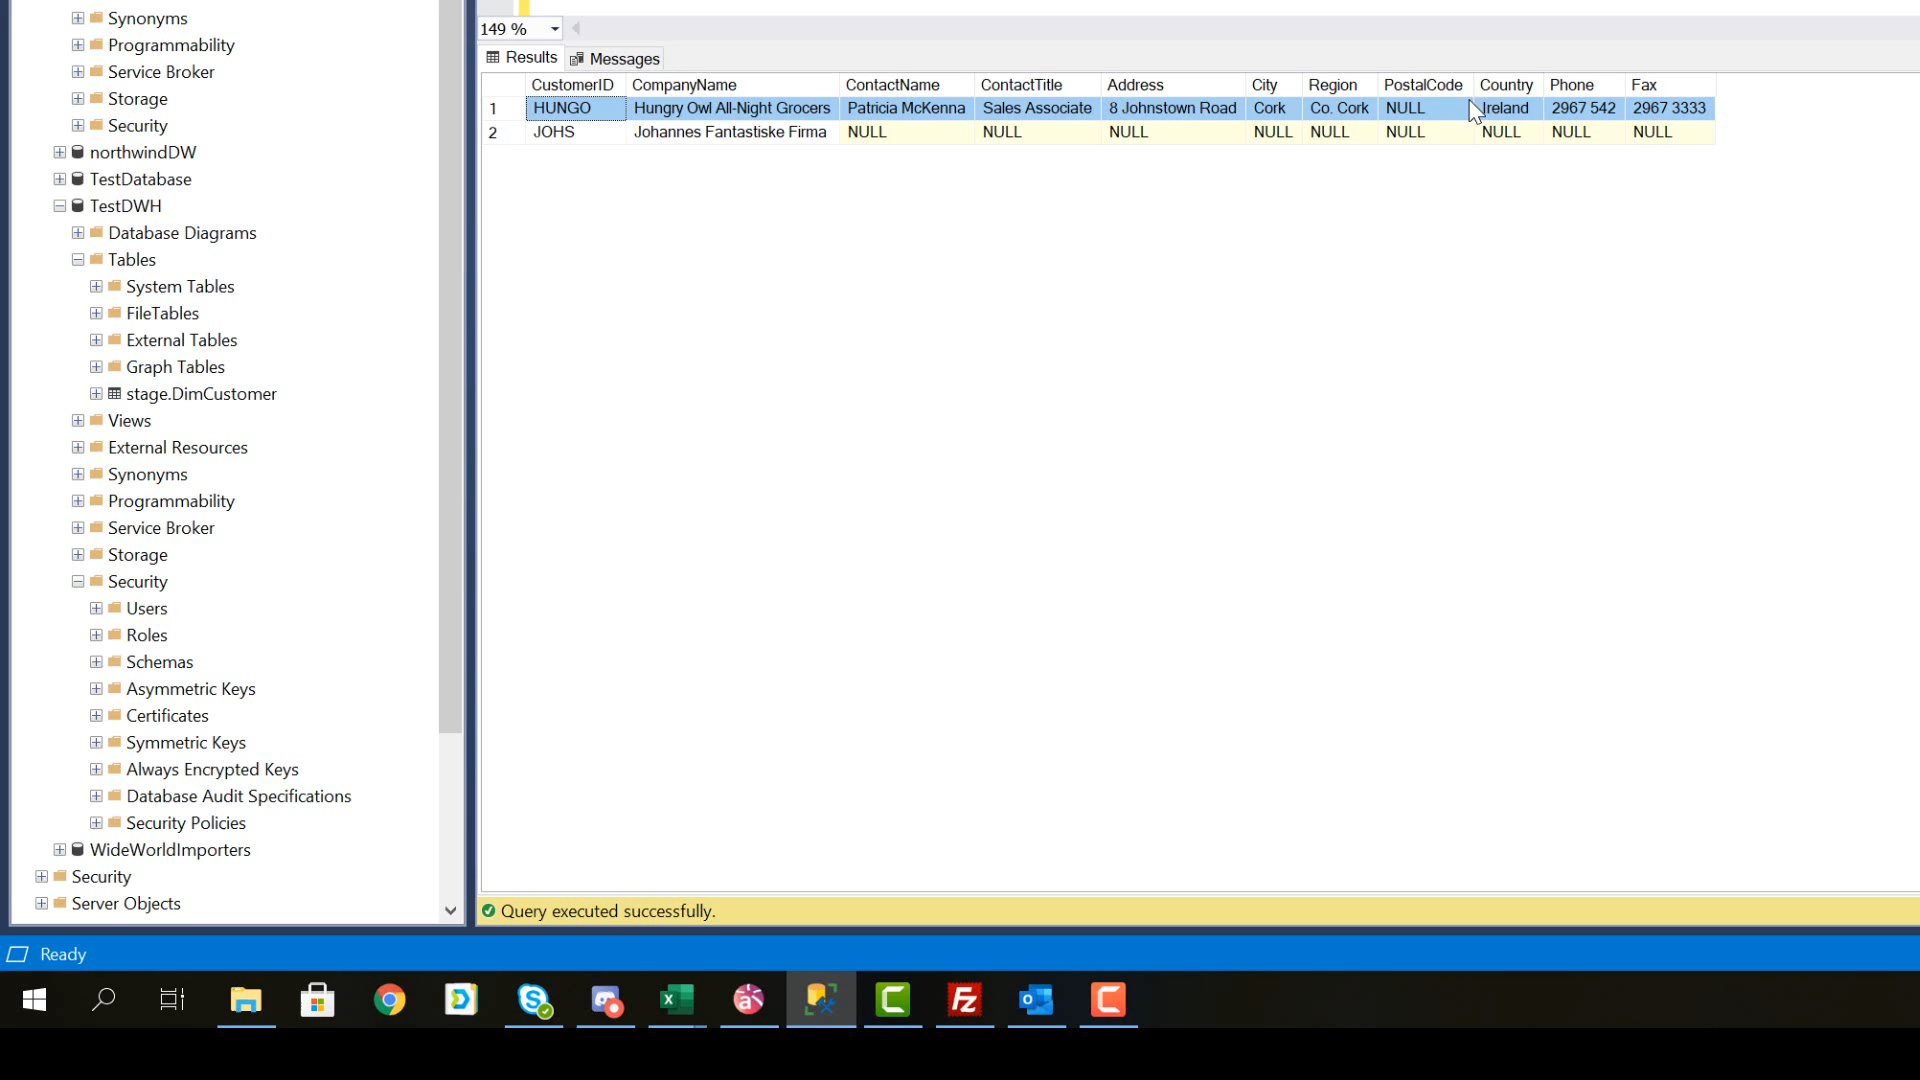 Synonyms
Programmability
Service Broker
Storage
Security
northwindDW
TestDatabase
TestDWH
Database Diagrams
Tables
System Tables
FileTables
External Tables
Graph Tables
stage.DimCustomer
Views
External Resources
Synonyms
Programmability
Service Broker
Storage
Security
Users
Roles
Schemas
Asymmetric Keys
Certificates
Symmetric Keys
Always Encrypted Keys
Database Audit Specifications
Security Policies
WideWorldImporters
Security
Server Objects
149 %
Results Messages
CustomerID CompanyName ContactName ContactTitle Address City Region PostalCode Country Phone Fax
1 HUNGO Hungry Owl All-Night Grocers Patricia McKenna Sales Associate 8 Johnstown Road Cork Co. Cork NULL Ireland 2967 542 2967 3333
2 JOHS Johannes Fantastiske Firma NULL NULL NULL NULL NULL NULL NULL NULL NULL
Query executed successfully.
Ready